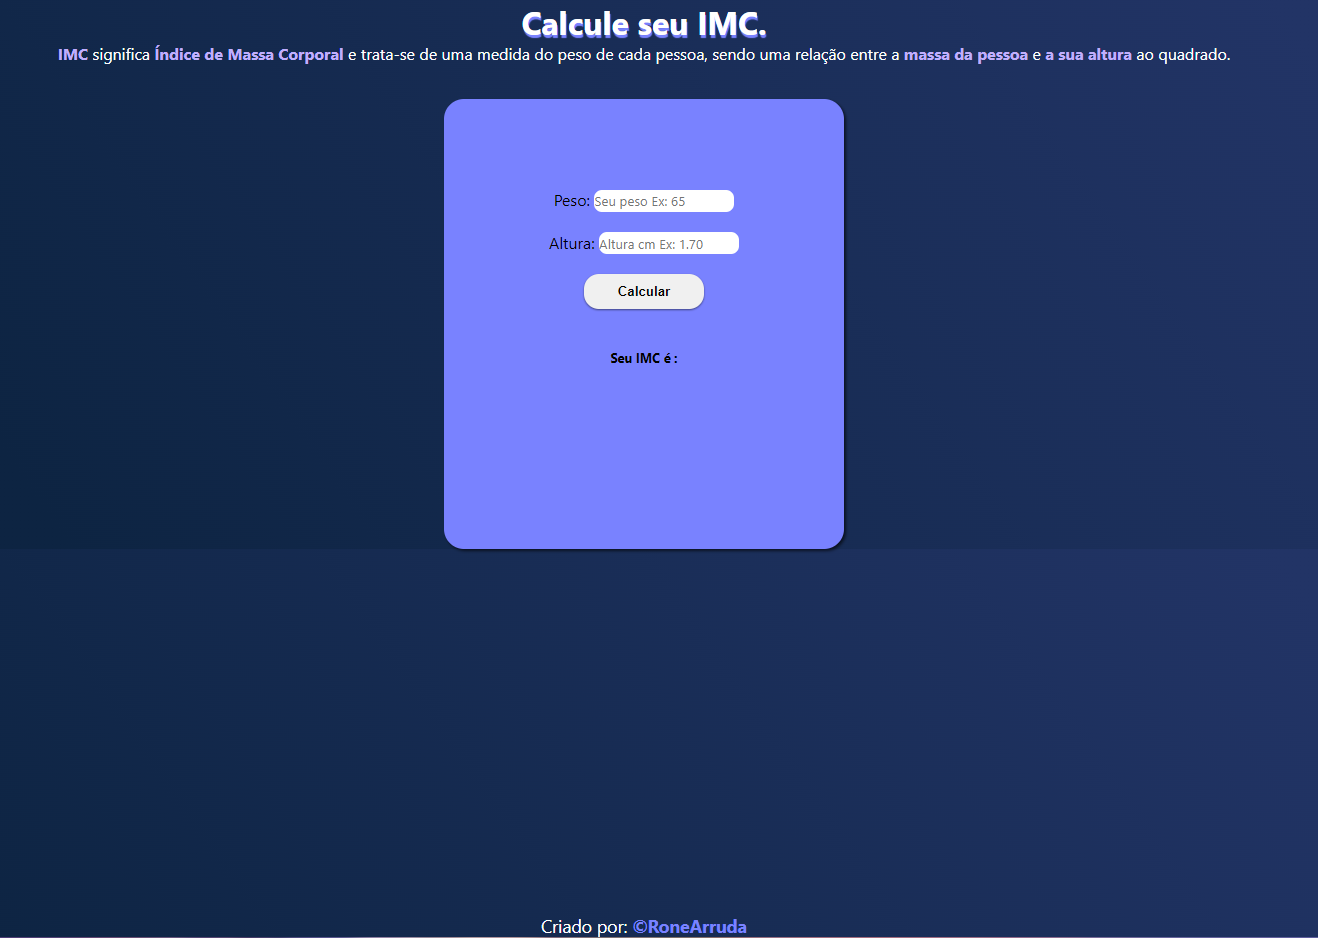 Calcule seu IMC.
IMC significa Índice de Massa Corporal e trata-se de uma medida do peso de cada pessoa, sendo uma relação entre a massa da pessoa e a sua altura ao quadrado.
Peso: Seu peso Ex: 65
Altura: Altura cm Ex: 1.70
Calcular
Seu IMC é :
Criado por: ©RoneArruda